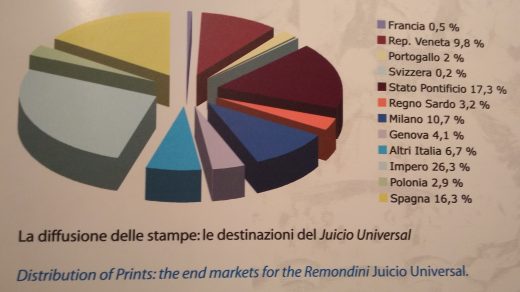 Francia 0,5 %
Rep. Veneta 9,8 %
Portogallo 2 %
Svizzera 0,2 %
Stato Pontificio 17,3 %
Regno Sardo 3,2 %
Milano 10,7 %
Genova 4,1 %
Altri Italia 6,7 %
Impero 26,3 %
Polonia 2,9 %
Spagna 16,3 %
La diffusione delle stampe: le destinazioni del Juicio Universal
Distribution of Prints: the end markets for the Remondini Juicio Universal.